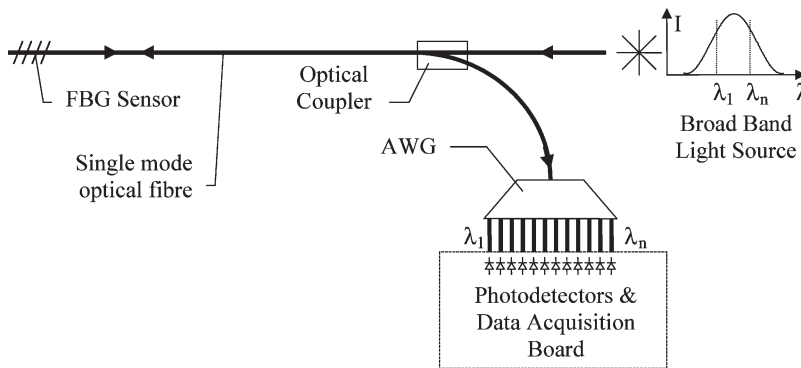 I
λ
λ1
λn
Broad Band
Light Source
FBG Sensor
Optical
Coupler
Single mode
optical fibre
AWG
λ1
λn
Photodetectors &
Data Acquisition
Board